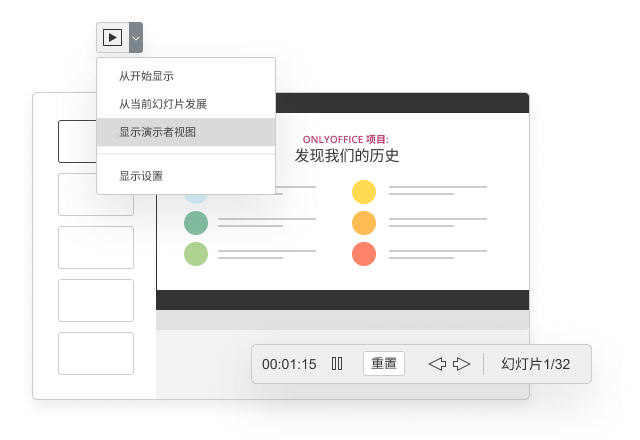 从开始显示
从当前幻灯片发展
显示演示者视图
显示设置
ONLYOFFICE 项目:
发现我们的历史
00:01:15
重置
幻灯片1/32